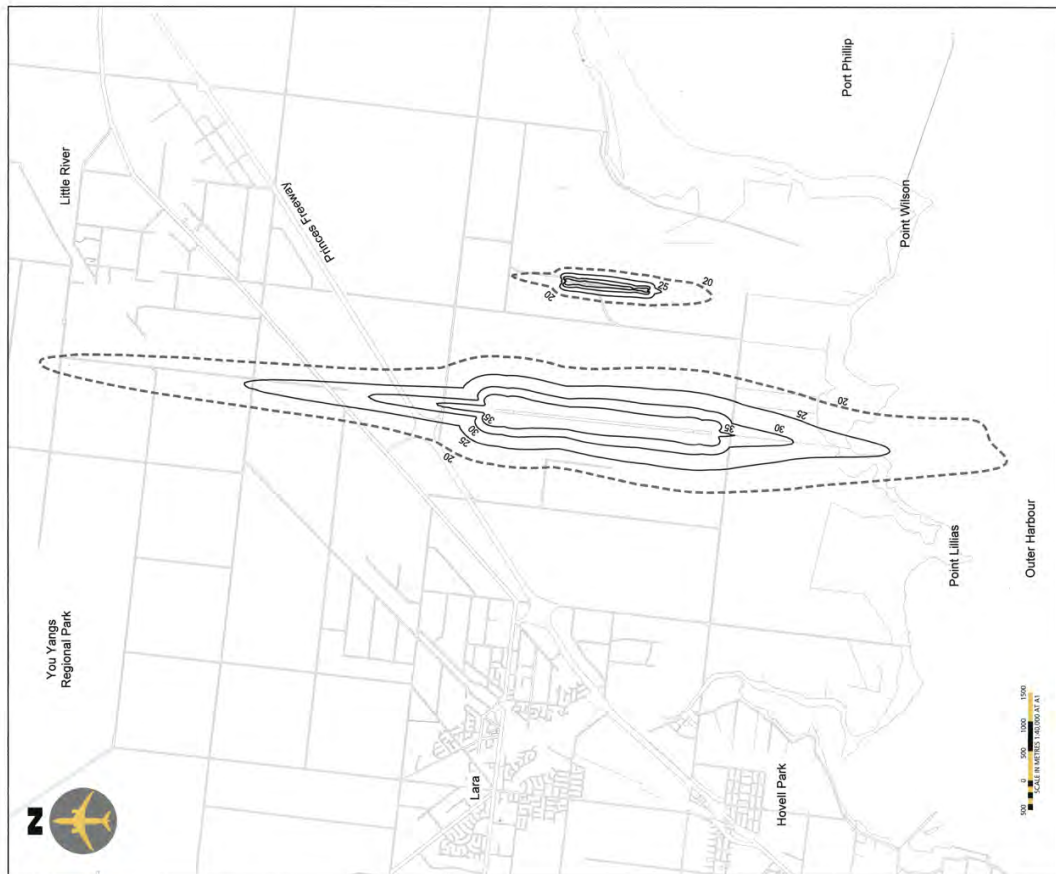 N
You Yangs
Regional Park
Little River
Princes Freeway
Port Phillip
Point Wilson
20
25
20
35
30
25
20
35
30
25
20
Lara
Hovell Park
Point Lillias
Outer Harbour
500 0 500 1000 1500
SCALE IN METRES 1:40,000 AT A1